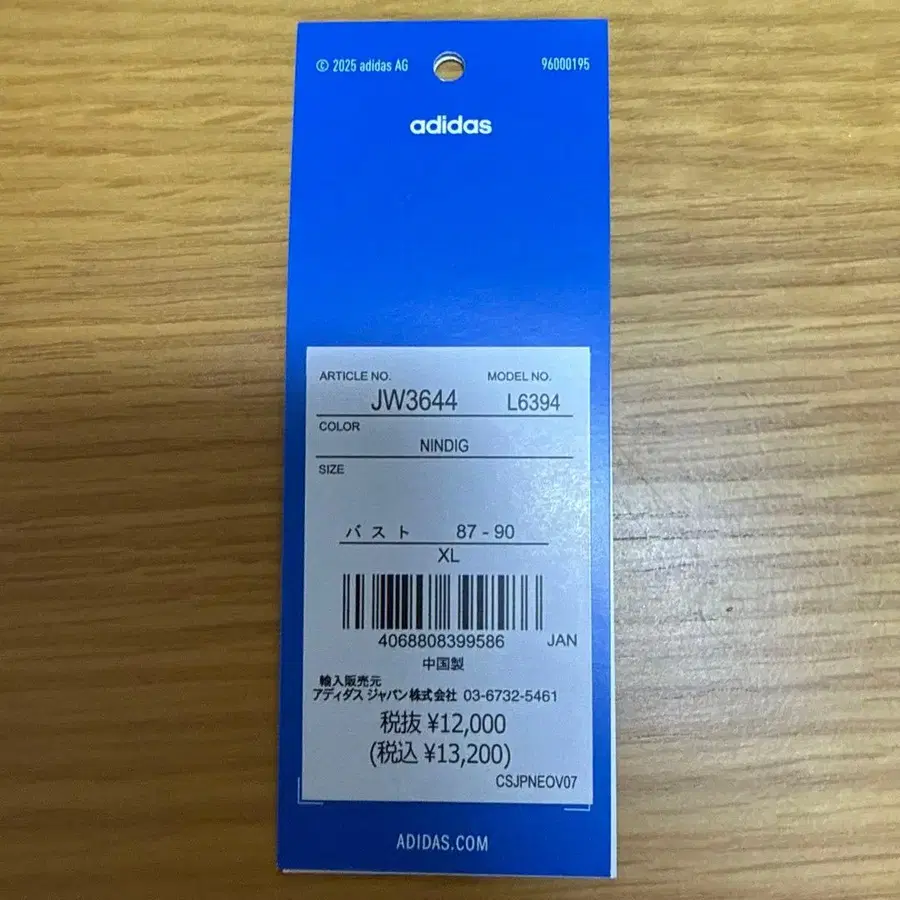 © 2025 adidas AG 96000195
adidas
ARTICLE NO. MODEL NO.
JW3644 L6394
COLOR
NINDIG
SIZE
バスト 87 - 90
XL
4068808399586 JAN
中国製
輸入販売元
アディダス ジャパン株式会社 03-6732-5461
税抜 ¥12,000
(税込 ¥13,200)
CSJPNEOV07
ADIDAS.COM